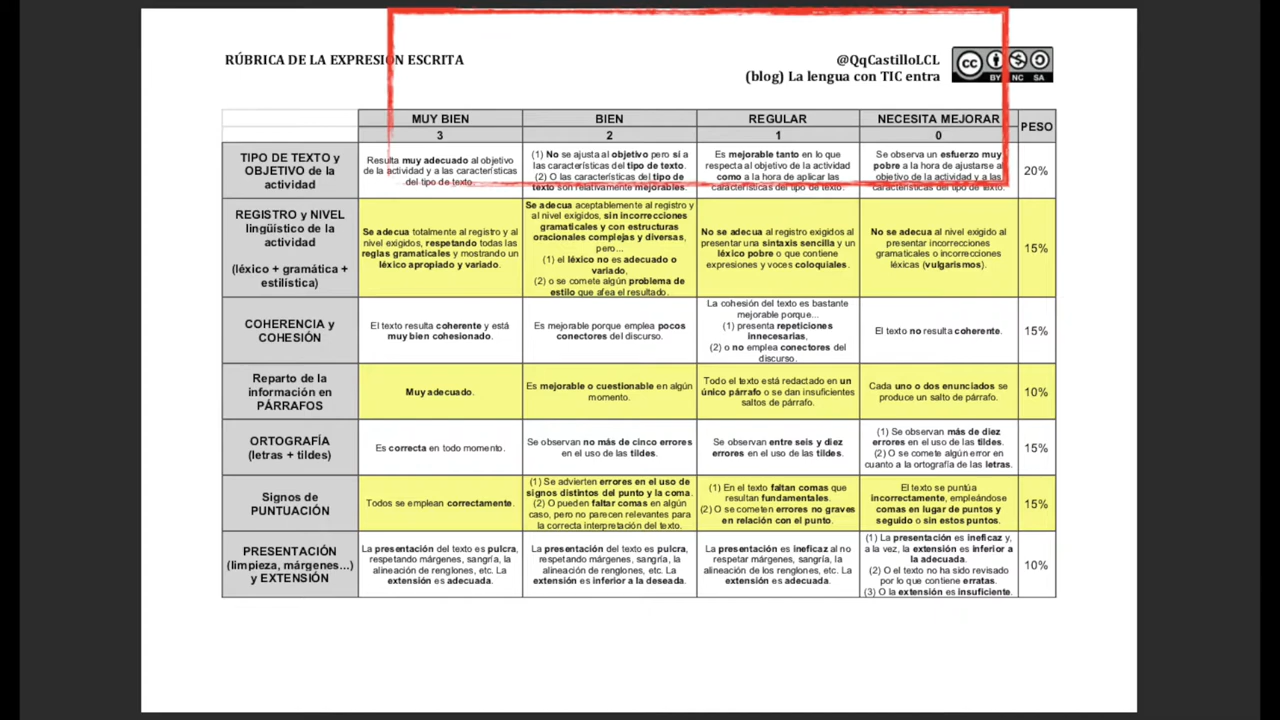 RÚBRICA DE LA EXPRESIÓN ESCRITA
@QqCastilloLCL
(blog) La lengua con TIC entra
cc
BY NC SA
MUY BIEN
BIEN
REGULAR
NECESITA MEJORAR
PESO
3
2
1
0
TIPO DE TEXTO y
OBJETIVO de la
actividad
Resulta muy adecuado al objetivo
de la actividad y a las características
del tipo de texto.
(1) No se ajusta al objetivo pero sí a
las características del tipo de texto.
(2) O las características del tipo de
texto son relativamente mejorables.
Es mejorable tanto en lo que
respecta al objetivo de la actividad
como a la hora de aplicar las
características del tipo de texto.
Se observa un esfuerzo muy
pobre a la hora de ajustarse al
objetivo de la actividad y a las
características del tipo de texto.
20%
REGISTRO y NIVEL
lingüístico de la
actividad
(léxico + gramática +
estilística)
Se adecua totalmente al registro y al
nivel exigidos, respetando todas las
reglas gramaticales y mostrando un
léxico apropiado y variado.
Se adecua aceptablemente al registro y
al nivel exigidos, sin incorrecciones
gramaticales y con estructuras
oracionales complejas y diversas,
pero...
(1) el léxico no es adecuado o
variado,
(2) o se comete algún problema de
estilo que afea el resultado.
No se adecua al registro exigidos al
presentar una sintaxis sencilla y un
léxico pobre o que contiene
expresiones y voces coloquiales.
No se adecua al nivel exigido al
presentar incorrecciones
gramaticales o incorrecciones
léxicas (vulgarismos).
15%
COHERENCIA y
COHESIÓN
El texto resulta coherente y está
muy bien cohesionado.
Es mejorable porque emplea pocos
conectores del discurso.
La cohesión del texto es bastante
mejorable porque...
(1) presenta repeticiones
innecesarias,
(2) o no emplea conectores del
discurso.
El texto no resulta coherente.
15%
Reparto de la
información en
PÁRRAFOS
Muy adecuado.
Es mejorable o cuestionable en algún
momento.
Todo el texto está redactado en un
único párrafo o se dan insuficientes
saltos de párrafo.
Cada uno o dos enunciados se
produce un salto de párrafo.
10%
ORTOGRAFÍA
(letras + tildes)
Es correcta en todo momento.
Se observan no más de cinco errores
en el uso de las tildes.
Se observan entre seis y diez
errores en el uso de las tildes.
(1) Se observan más de diez
errores en el uso de las tildes.
(2) O se comete algún error en
cuanto a la ortografía de las letras.
15%
Signos de
PUNTUACIÓN
Todos se emplean correctamente.
(1) Se advierten errores en el uso de
signos distintos del punto y la coma.
(2) O pueden faltar comas en algún
caso, pero no parecen relevantes para
la correcta interpretación del texto.
(1) En el texto faltan comas que
resultan fundamentales.
(2) O se cometen errores no graves
en relación con el punto.
El texto se puntúa
incorrectamente, empleándose
comas en lugar de puntos y
seguido o sin estos puntos.
15%
PRESENTACIÓN
(limpieza, márgenes...)
y EXTENSIÓN
La presentación del texto es pulcra,
respetando márgenes, sangría, la
alineación de renglones, etc. La
extensión es adecuada.
La presentación del texto es pulcra,
respetando márgenes, sangría, la
alineación de renglones, etc. La
extensión es inferior a la deseada.
La presentación es ineficaz al no
respetar márgenes, sangría, la
alineación de los renglones, etc. La
extensión es adecuada.
(1) La presentación es ineficaz y,
a la vez, la extensión es inferior a
la adecuada.
(2) O el texto no ha sido revisado
por lo que contiene erratas.
(3) O la extensión es insuficiente.
10%